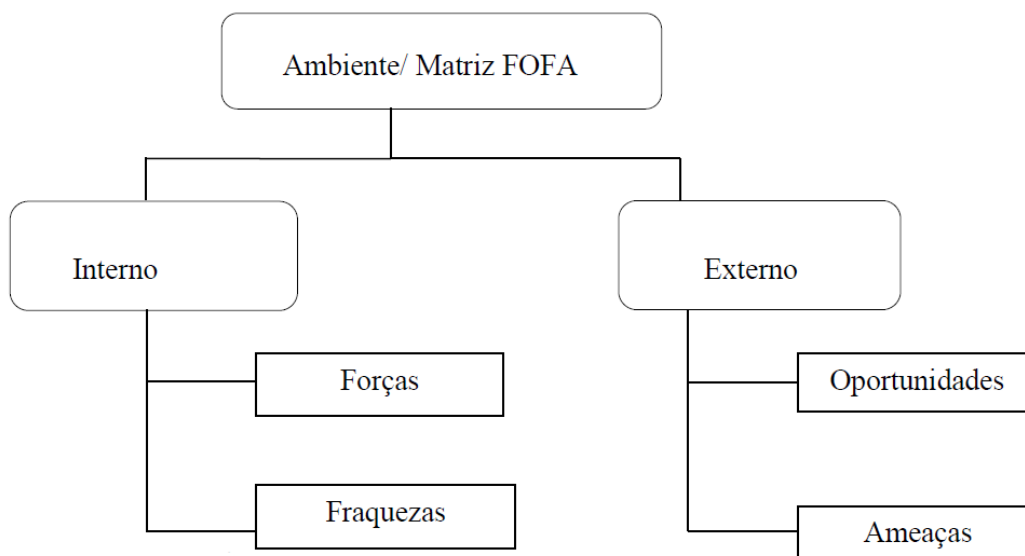 Ambiente/ Matriz FOFA
Interno
Externo
Forças
Oportunidades
Fraquezas
Ameaças